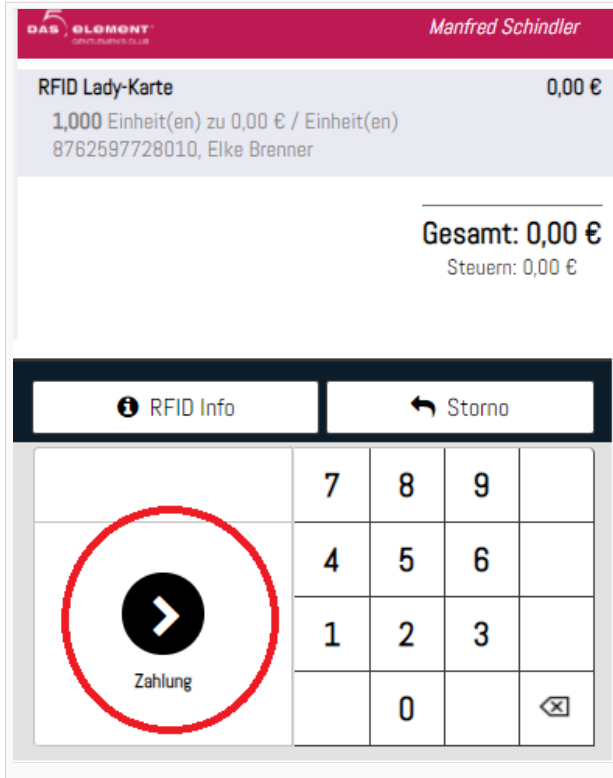 DAS 5 ELEMENT
GENTLEMEN'S CLUB
Manfred Schindler
RFID Lady-Karte 0,00 €
1,000 Einheit(en) zu 0,00 € / Einheit(en)
8762597728010, Elke Brenner
Gesamt: 0,00 €
Steuern: 0,00 €
RFID Info
Storno
7 8 9
4 5 6
1 2 3
Zahlung
0